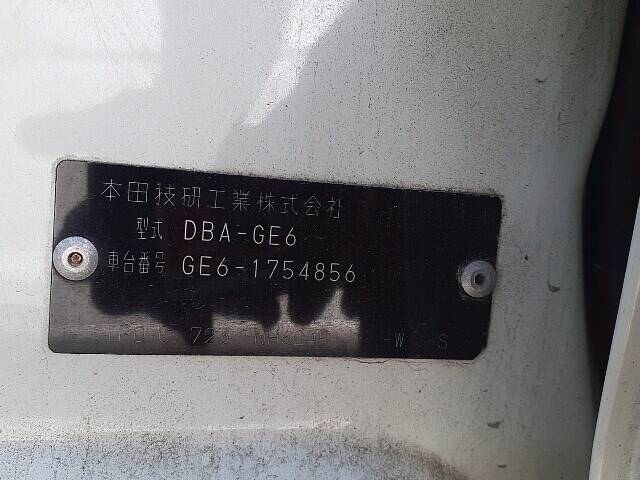 本田技研工業株式会社
型式 DBA-GE6
車台番号 GE6-1754856
-W S